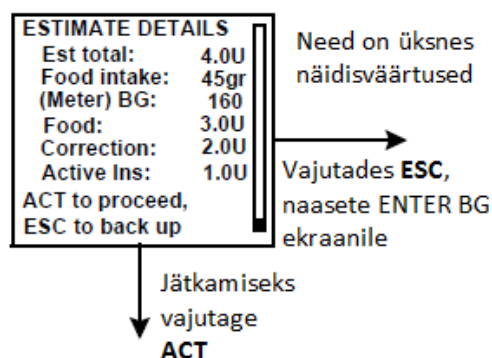 ESTIMATE DETAILS
Est total: 4.0U
Food intake: 45gr
(Meter) BG: 160
Food: 3.0U
Correction: 2.0U
Active Ins: 1.0U
ACT to proceed,
ESC to back up
Need on üksnes
näidisväärtused
Vajutades ESC,
naasete ENTER BG
ekraanile
Jätkamiseks
vajutage
ACT